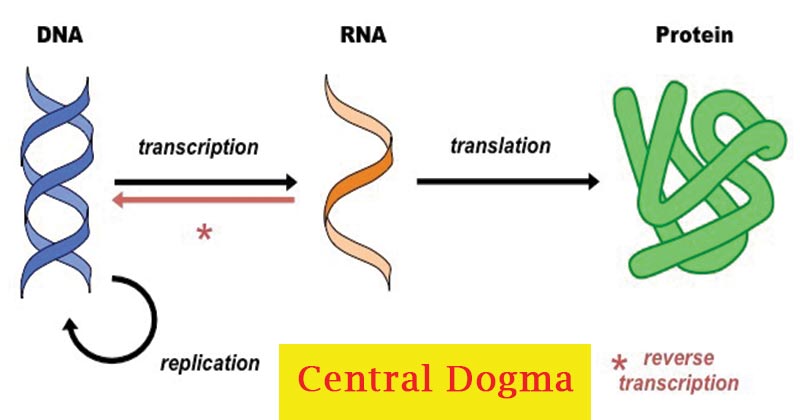 DNA
RNA
Protein
transcription
translation
*
replication
Central Dogma
* reverse
transcription